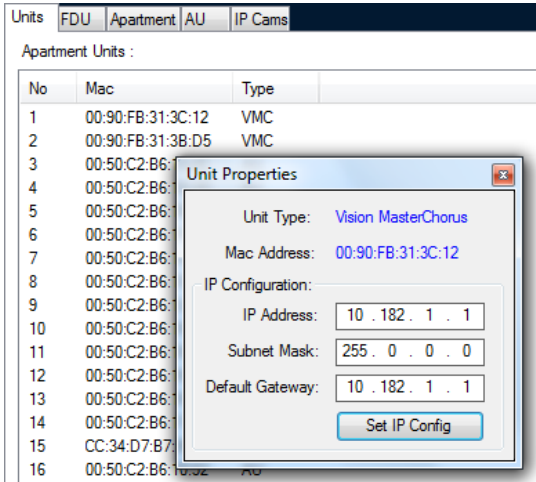 Units FDU Apartment AU IP Cams
Apartment Units :
No Mac Type
1 00:90:FB:31:3C:12 VMC
2 00:90:FB:31:3B:D5 VMC
3 00:50:C2:B6:
4 00:50:C2:B6:
5 00:50:C2:B6:
6 00:50:C2:B6:
7 00:50:C2:B6:
8 00:50:C2:B6:
9 00:50:C2:B6:
10 00:50:C2:B6:
11 00:50:C2:B6:
12 00:50:C2:B6:
13 00:50:C2:B6:
14 00:50:C2:B6:
15 CC:34:D7:B7:
16 00:50:C2:B6:
Unit Properties
Unit Type: Vision MasterChorus
Mac Address: 00:90:FB:31:3C:12
IP Configuration:
IP Address: 10 . 182 . 1 . 1
Subnet Mask: 255 . 0 . 0 . 0
Default Gateway: 10 . 182 . 1 . 1
Set IP Config